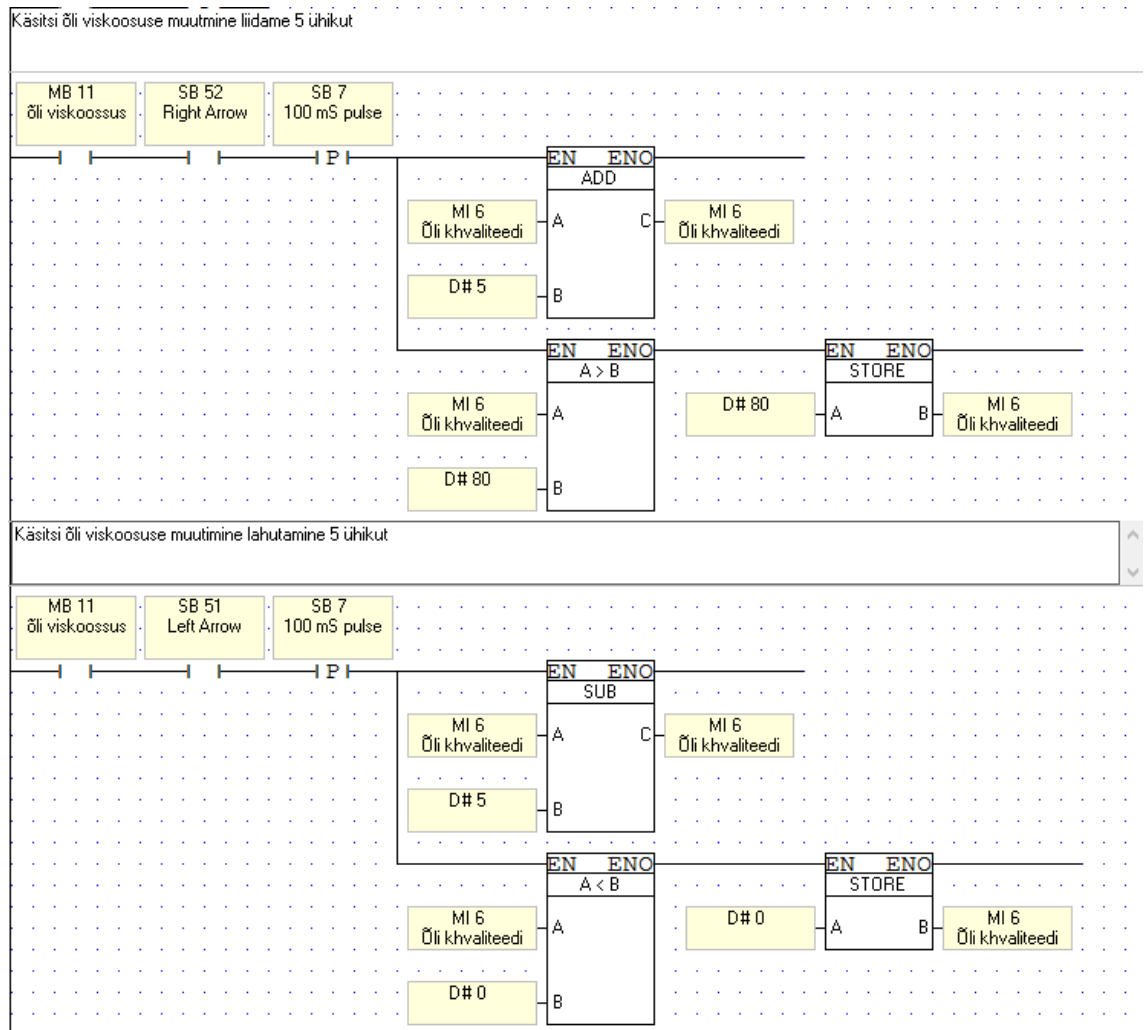 Käsitsi õli viskoosuse muutmine liidame 5 ühikut
MB 11
õli viskoossus
SB 52
Right Arrow
SB 7
100 mS pulse
P
EN ENO
ADD
MI 6
Õli khvaliteedi
A
C
MI 6
Õli khvaliteedi
D# 5
B
EN ENO
A > B
EN ENO
STORE
MI 6
Õli khvaliteedi
A
D# 80
A
B
MI 6
Õli khvaliteedi
D# 80
B
Käsitsi õli viskoosuse muutimine lahutamine 5 ühikut
MB 11
õli viskoossus
SB 51
Left Arrow
SB 7
100 mS pulse
P
EN ENO
SUB
MI 6
Õli khvaliteedi
A
C
MI 6
Õli khvaliteedi
D# 5
B
EN ENO
A < B
EN ENO
STORE
MI 6
Õli khvaliteedi
A
D# 0
A
B
MI 6
Õli khvaliteedi
D# 0
B